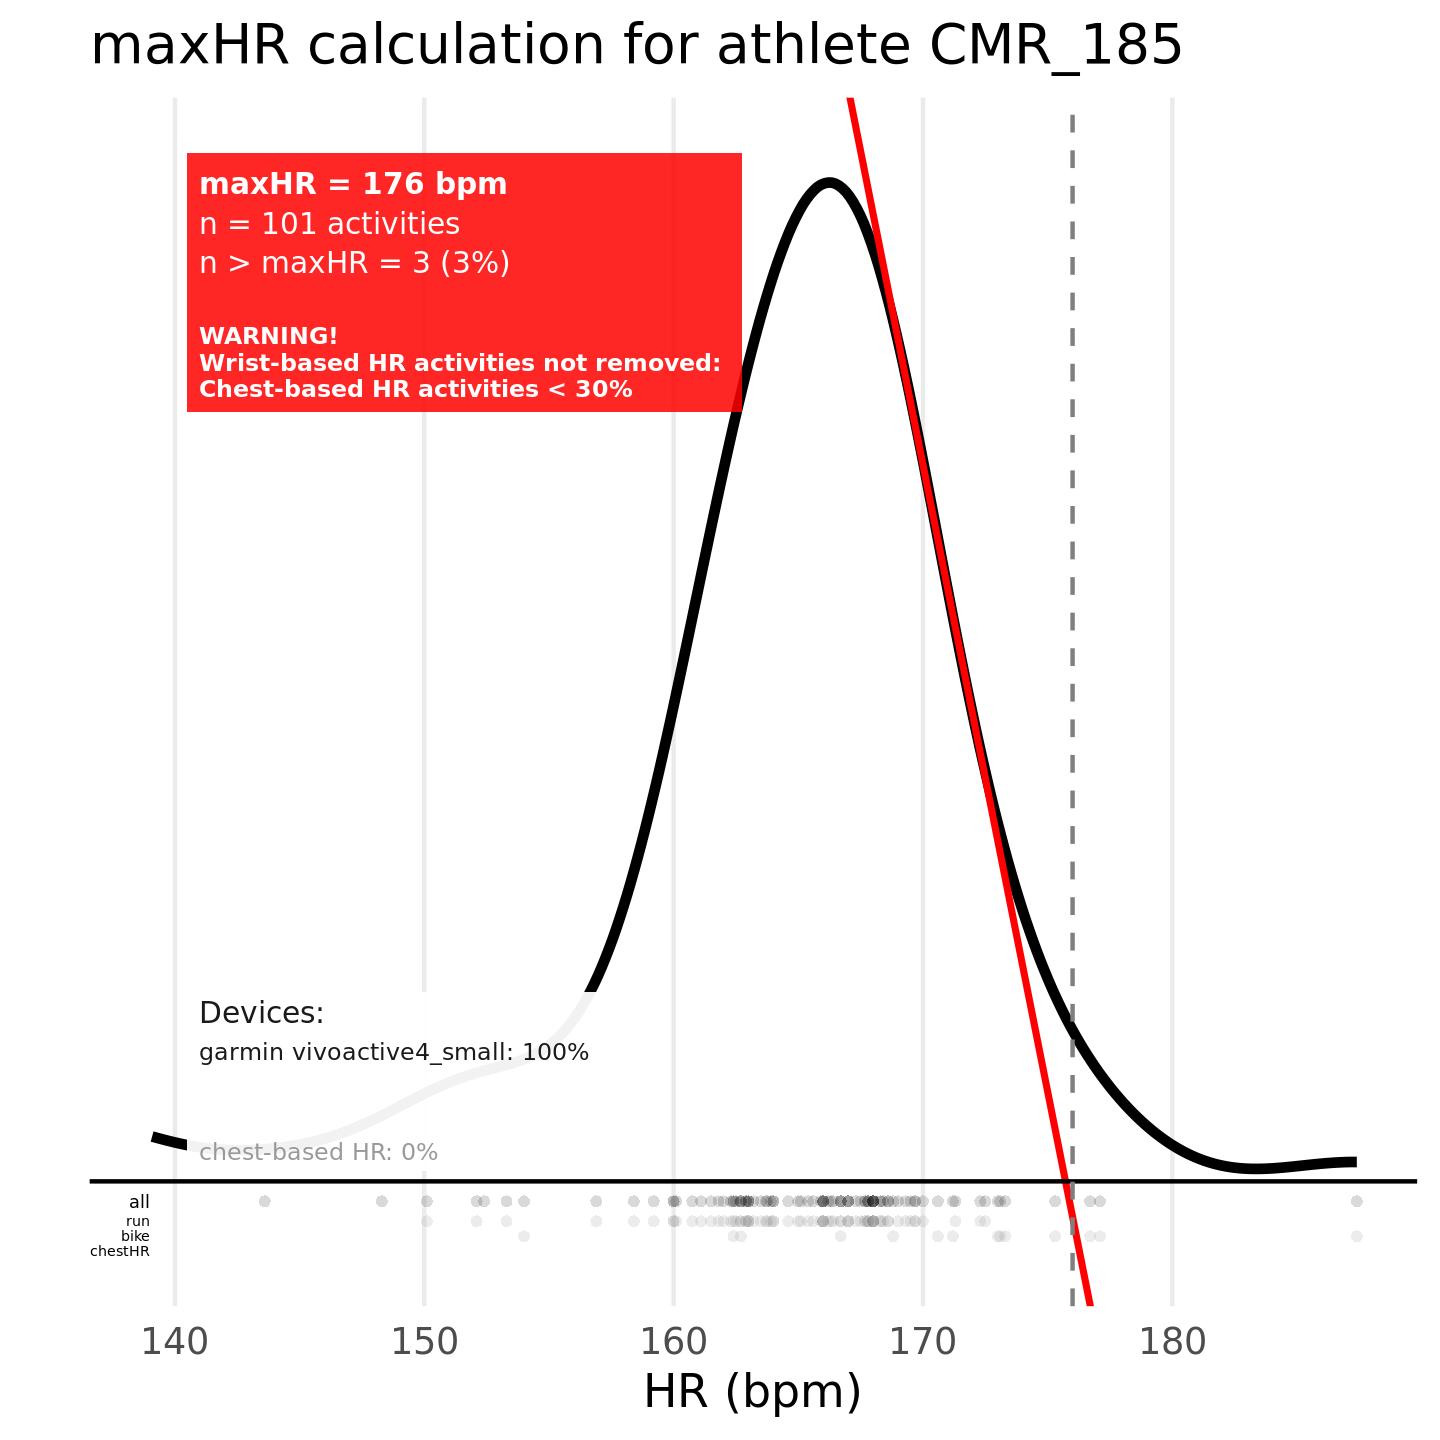 maxHR calculation for athlete CMR_185
maxHR = 176 bpm
n = 101 activities
n > maxHR = 3 (3%)
WARNING!
Wrist-based HR activities not removed:
Chest-based HR activities < 30%
Devices:
garmin vivoactive4_small: 100%
chest-based HR: 0%
all
run
bike
chestHR
140 150 160 170 180
HR (bpm)